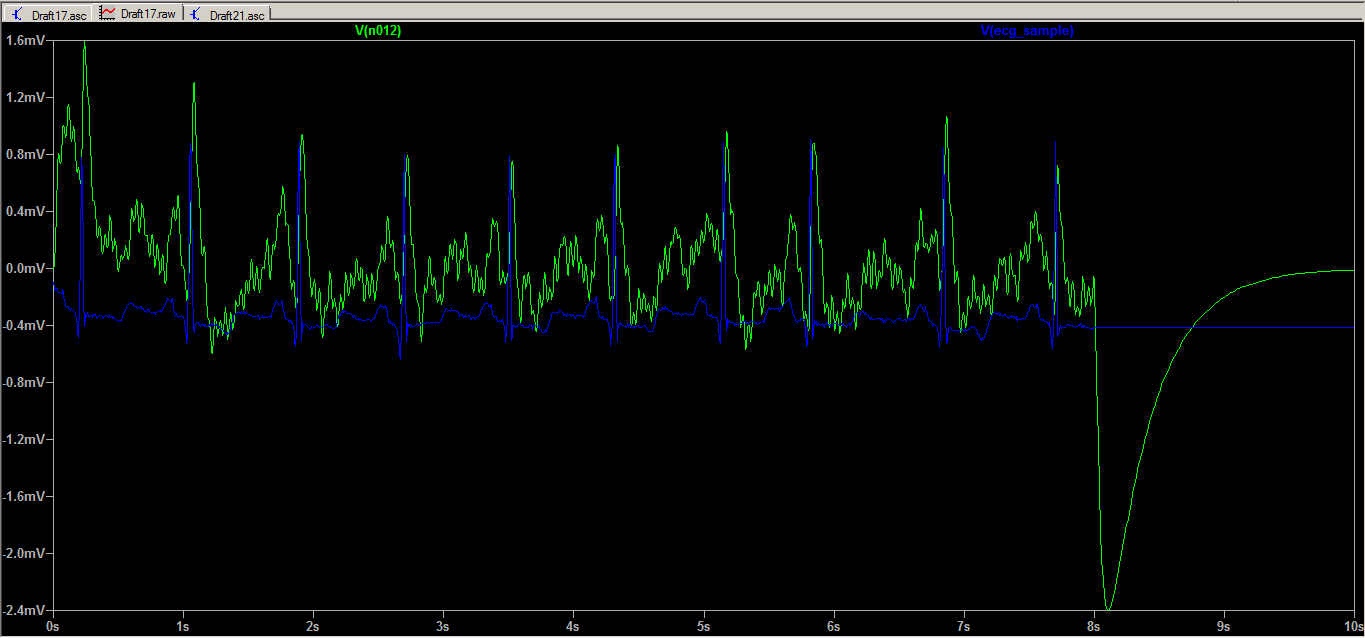 Draft17.asc Draft17.raw Draft21.asc
V(n012) V(ecg_sample)
1.6mV
1.2mV
0.8mV
0.4mV
0.0mV
-0.4mV
-0.8mV
-1.2mV
-1.6mV
-2.0mV
-2.4mV
0s 1s 2s 3s 4s 5s 6s 7s 8s 9s 10s